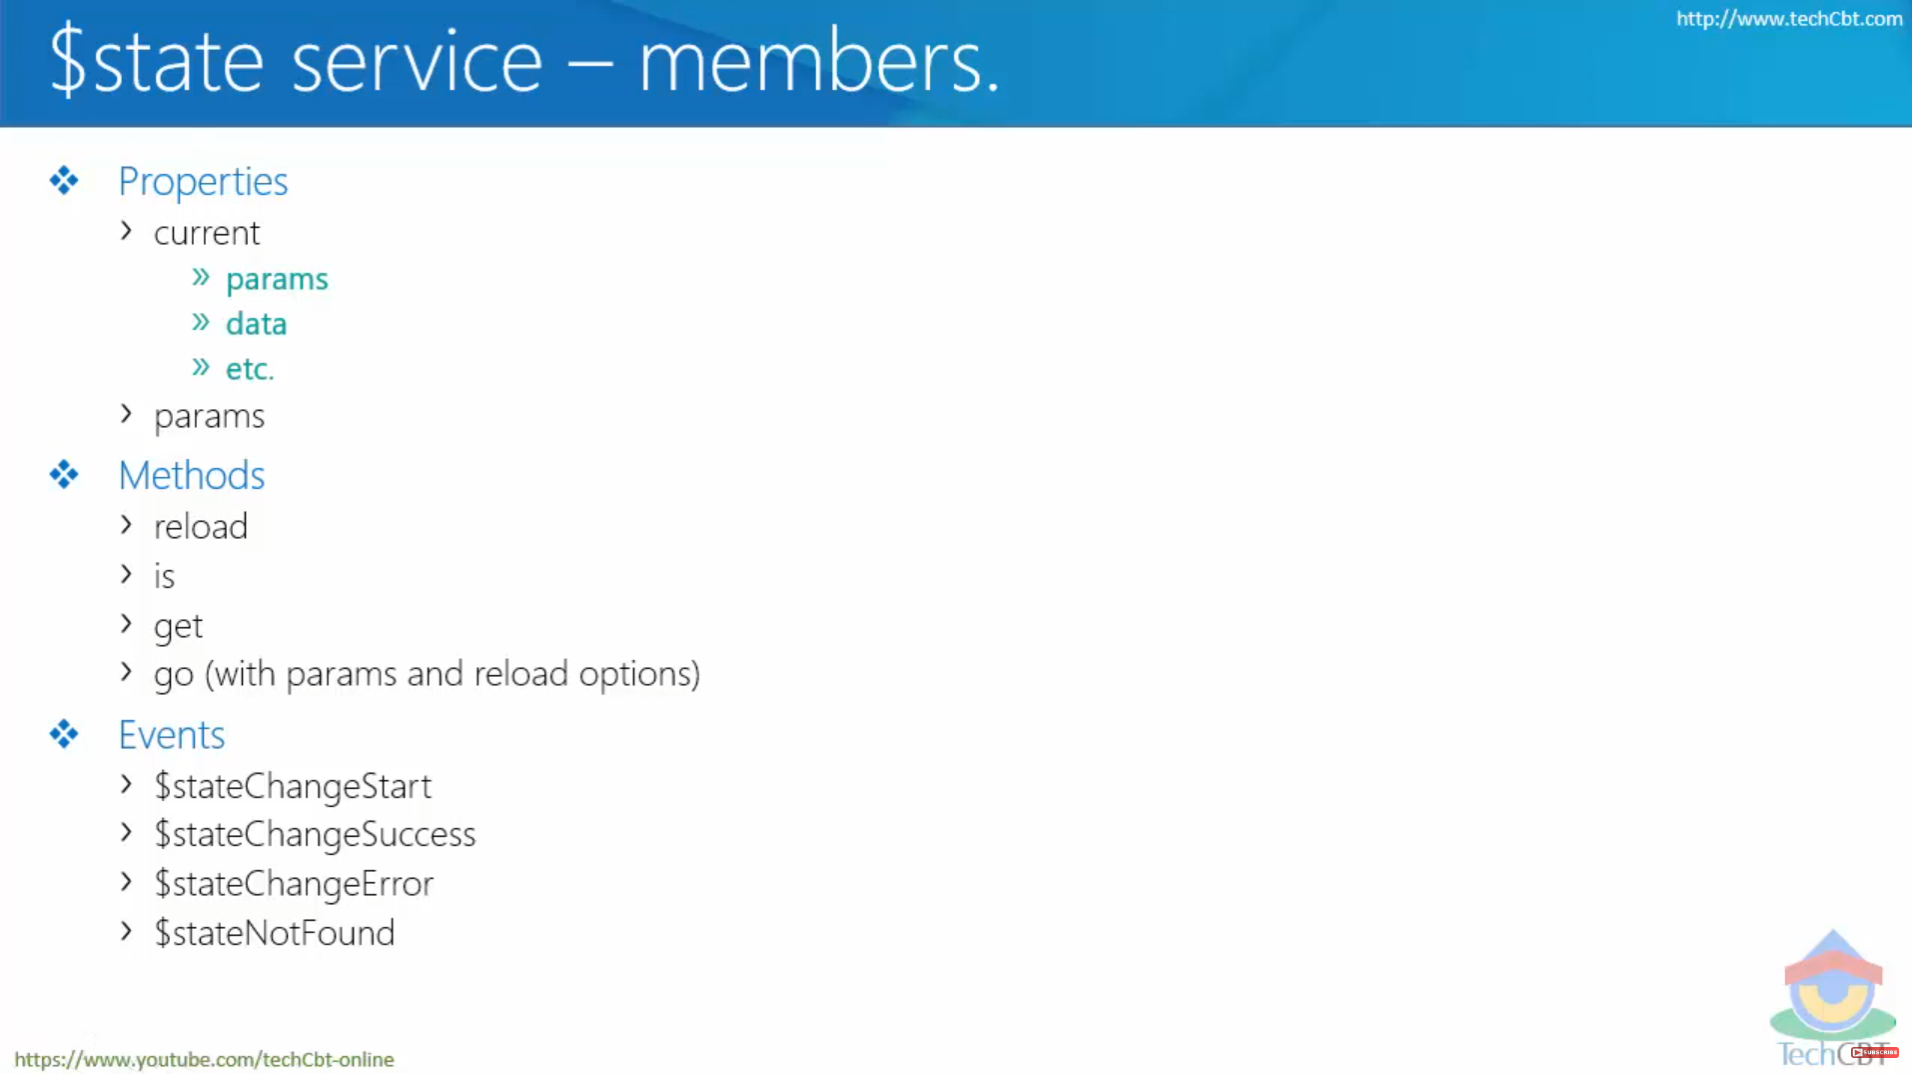 $state service – members.
http://www.techCbt.com
Properties
current
params
data
etc.
params
Methods
reload
is
get
go (with params and reload options)
Events
$stateChangeStart
$stateChangeSuccess
$stateChangeError
$stateNotFound
https://www.youtube.com/techCbt-online
TechCBT
SUBSCRIBE